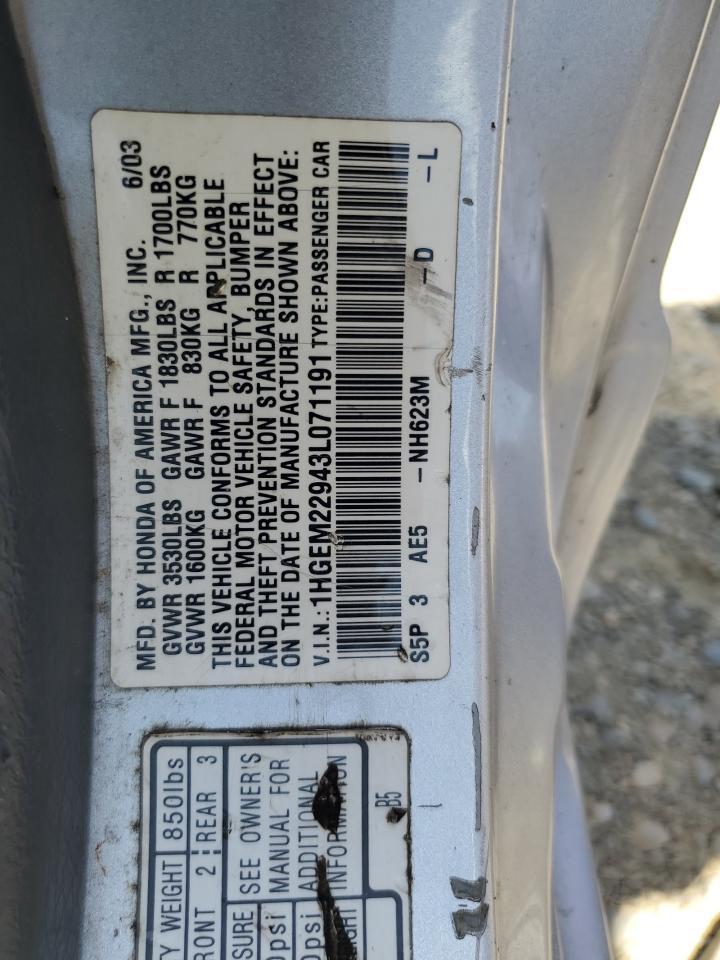 MFD. BY HONDA OF AMERICA MFG., INC. 6/03
GVWR 3530LBS GAWR F 1830LBS R 1700LBS
GVWR 1600KG GAWR F 830KG R 770KG
THIS VEHICLE CONFORMS TO ALL APPLICABLE
FEDERAL MOTOR VEHICLE SAFETY, BUMPER
AND THEFT PREVENTION STANDARDS IN EFFECT
ON THE DATE OF MANUFACTURE SHOWN ABOVE:
V.I.N.: 1HGEM22943L071191 TYPE:PASSENGER CAR
S5P 3 AE5 -NH623M -D -L
TY WEIGHT 850lbs
RONT 2 REAR 3
SURE SEE OWNER'S
0psi MANUAL FOR
0psi ADDITIONAL
INFORMATION
B5